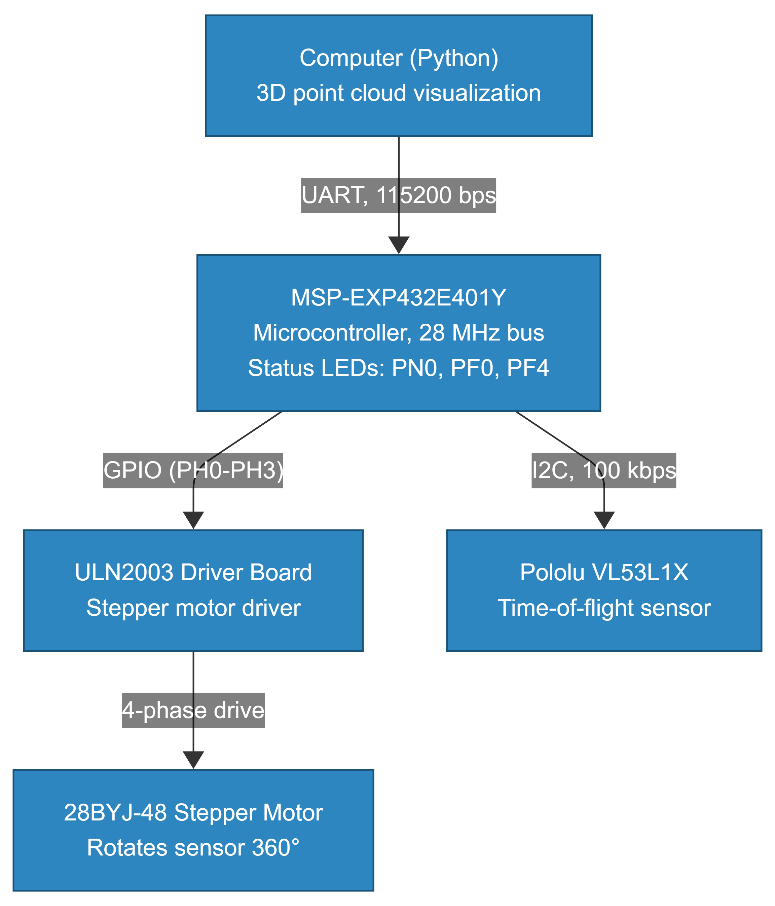 Computer (Python)
3D point cloud visualization
UART, 115200 bps
MSP-EXP432E401Y
Microcontroller, 28 MHz bus
Status LEDs: PN0, PF0, PF4
GPIO (PH0-PH3)
I2C, 100 kbps
ULN2003 Driver Board
Stepper motor driver
Pololu VL53L1X
Time-of-flight sensor
4-phase drive
28BYJ-48 Stepper Motor
Rotates sensor 360°